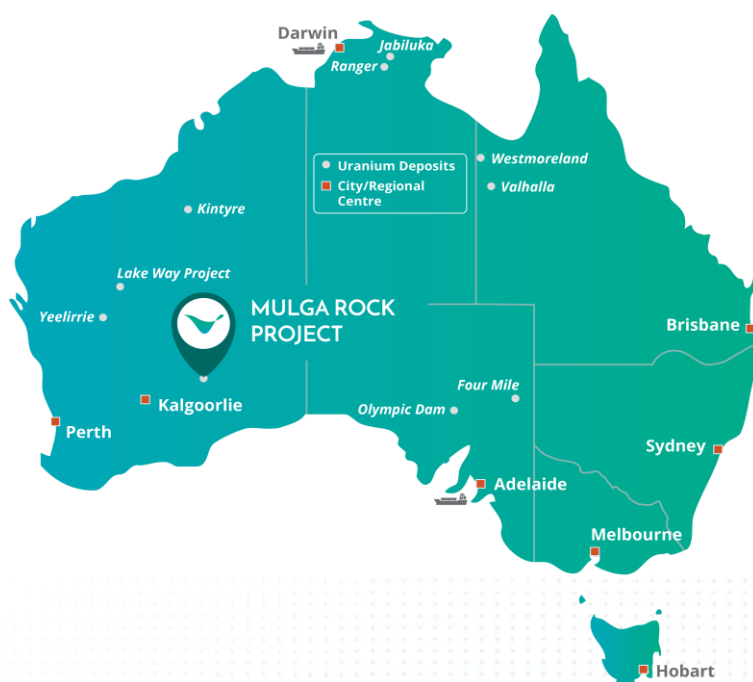 Darwin
Jabiluka
Ranger
Uranium Deposits
City/Regional
Centre
Westmoreland
Valhalla
Kintyre
Lake Way Project
Yeelirrie
MULGA ROCK
PROJECT
Brisbane
Kalgoorlie
Four Mile
Olympic Dam
Perth
Sydney
Adelaide
Melbourne
Hobart